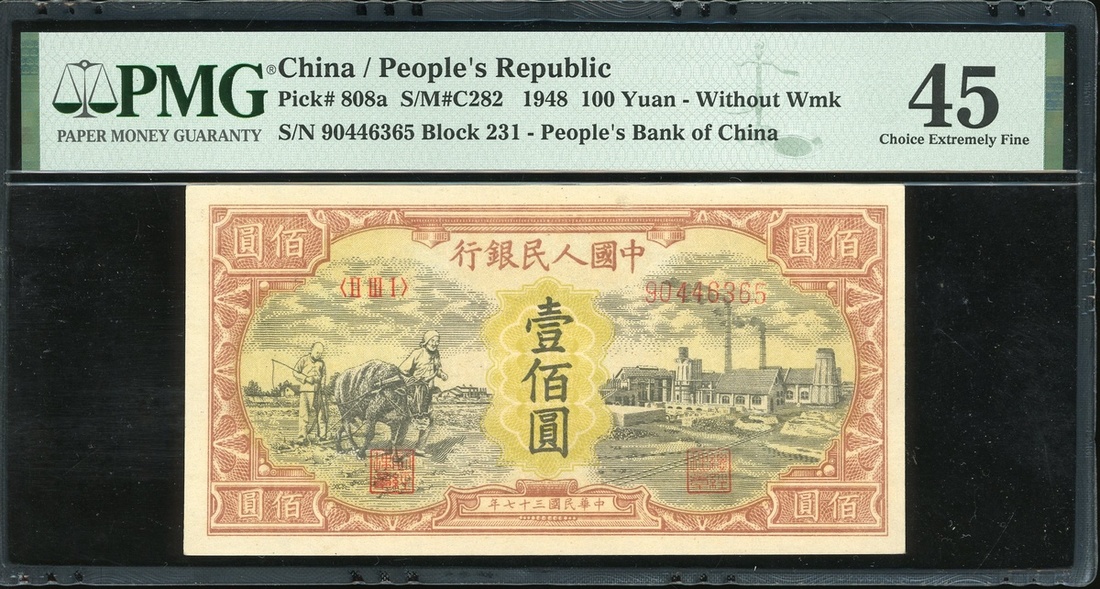 PMG®
PAPER MONEY GUARANTY
China / People's Republic
Pick# 808a S/M#C282 1948 100 Yuan - Without Wmk
S/N 90446365 Block 231 - People's Bank of China
45
Choice Extremely Fine
圓佰
佰圓
行銀民人國中
〈II III I〉
90446365
壹佰圓
圓佰
佰圓
年七十三國民華中